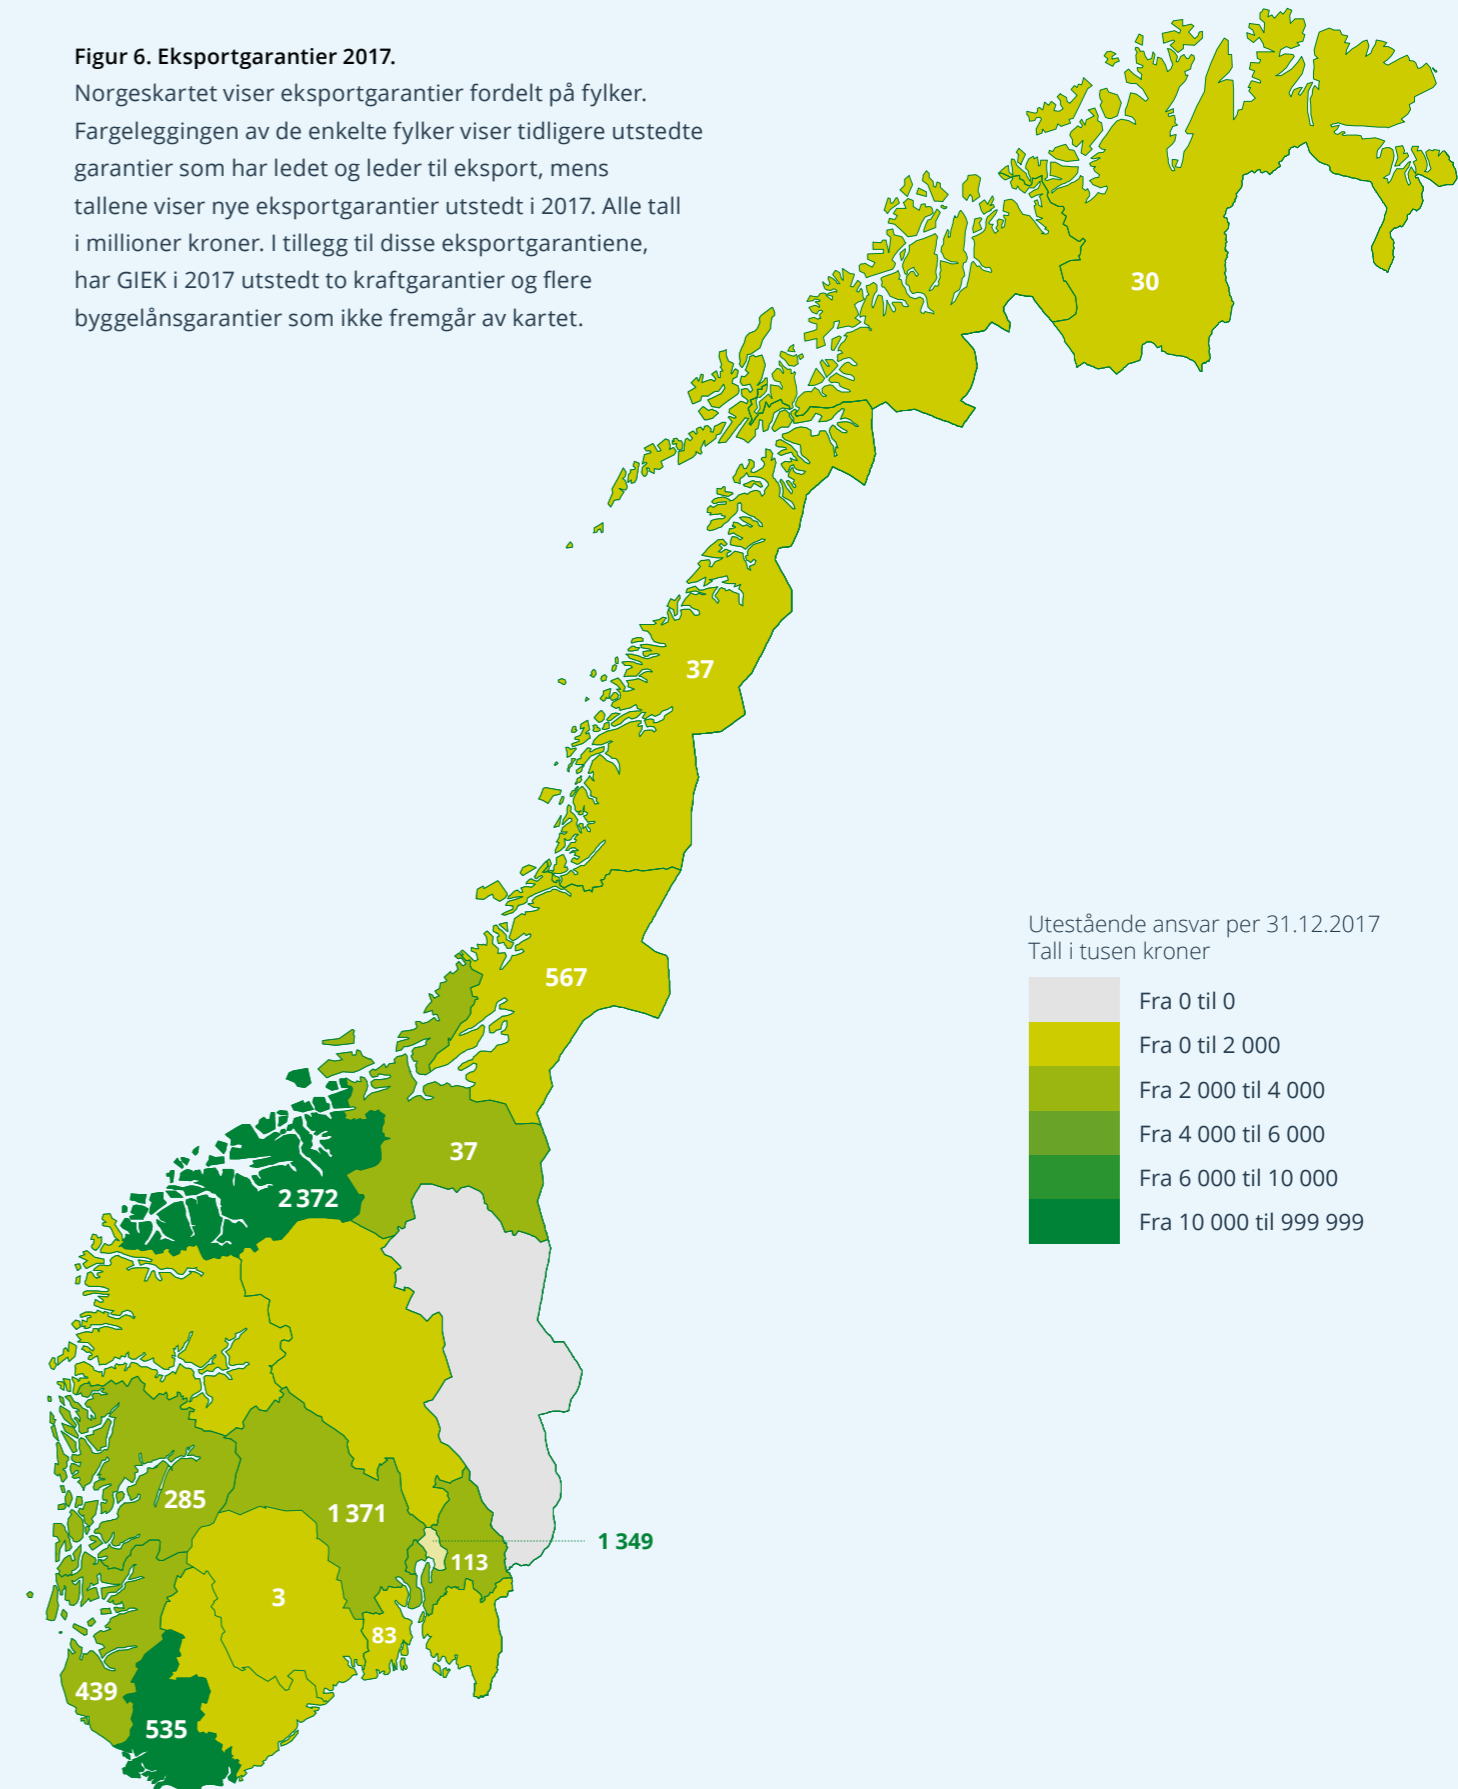 Figur 6. Eksportgarantier 2017.
Norgeskartet viser eksportgarantier fordelt på fylker.
Fargeleggingen av de enkelte fylker viser tidligere utstedte
garantier som har ledet og leder til eksport, mens
tallene viser nye eksportgarantier utstedt i 2017. Alle tall
i millioner kroner. I tillegg til disse eksportgarantiene,
har GIEK i 2017 utstedt to kraftgarantier og flere
byggelånsgarantier som ikke fremgår av kartet.
30
37
567
Utestående ansvar per 31.12.2017
Tall i tusen kroner
Fra 0 til 0
Fra 0 til 2 000
Fra 2 000 til 4 000
Fra 4 000 til 6 000
Fra 6 000 til 10 000
Fra 10 000 til 999 999
37
2 372
285
1 371
1 349
113
3
83
439
535